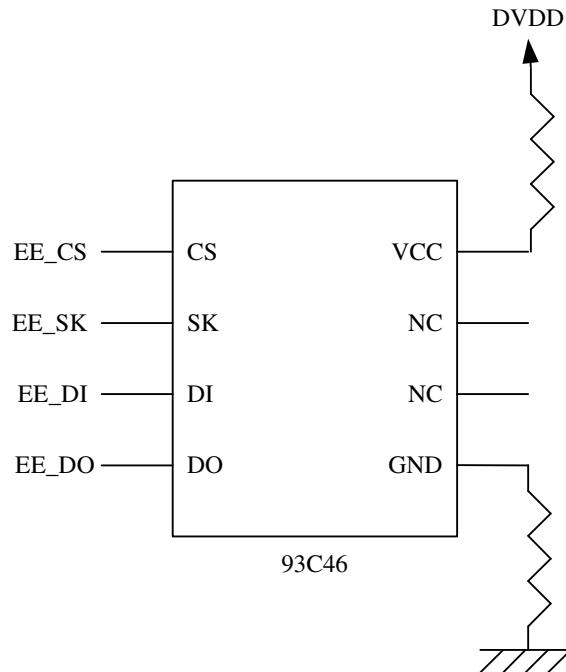 DVDD
EE_CS CS VCC
EE_SK SK NC
EE_DI DI NC
EE_DO DO GND
93C46